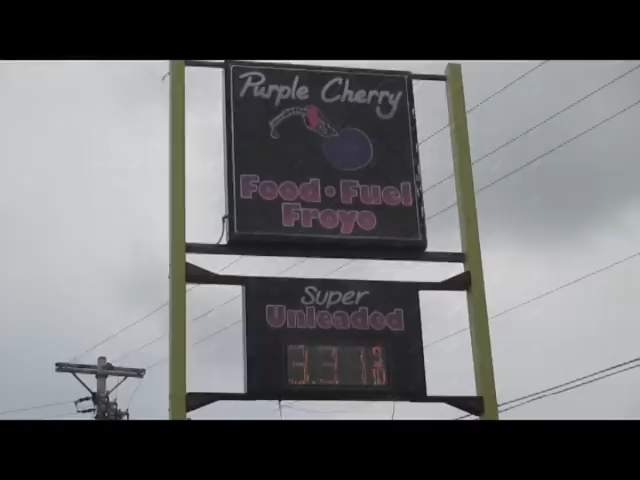 Purple Cherry
Food • Fuel
Froyo
Super
Unleaded